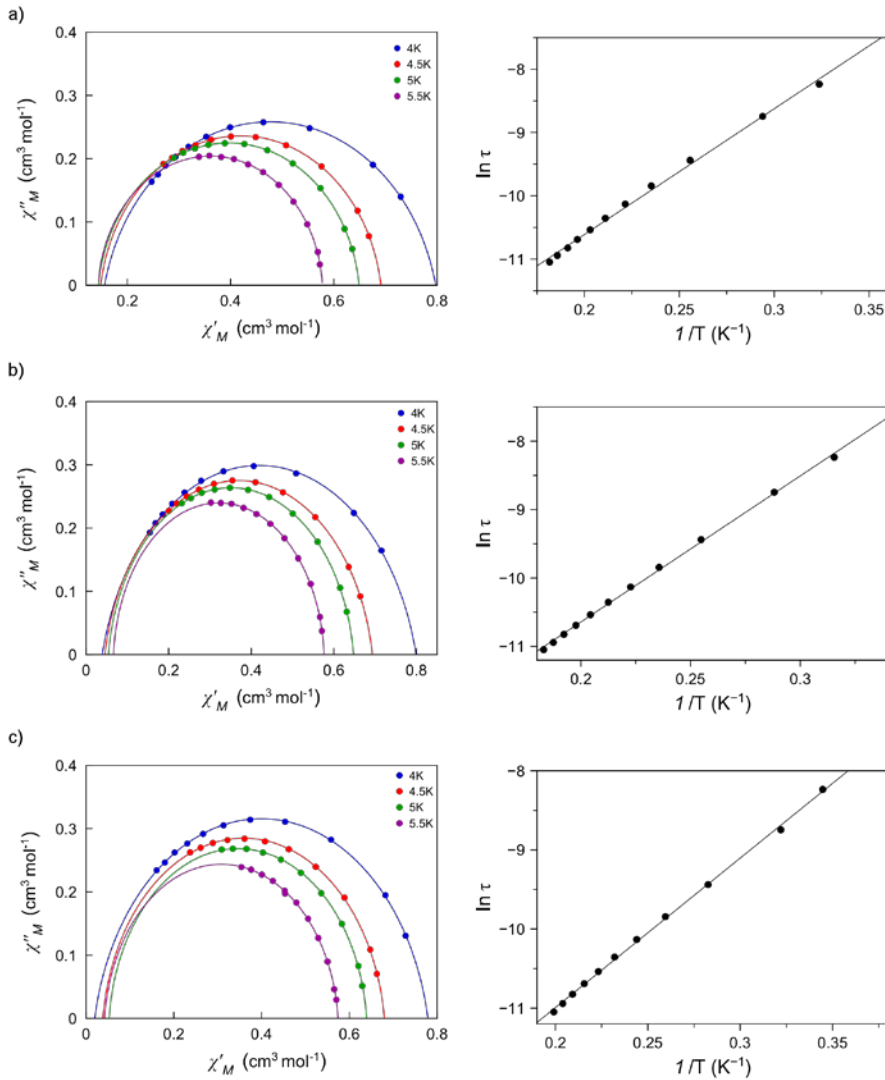 a)
0.4
0.3
0.2
0.1
0
χ″M (cm³ mol⁻¹)
4K
4.5K
5K
5.5K
0.2 0.4 0.6 0.8
χ′M (cm³ mol⁻¹)
−8
−9
−10
−11
ln τ
0.2 0.25 0.3 0.35
1/T (K⁻¹)
b)
0.4
0.3
0.2
0.1
0
χ″M (cm³ mol⁻¹)
4K
4.5K
5K
5.5K
0 0.2 0.4 0.6 0.8
χ′M (cm³ mol⁻¹)
−8
−9
−10
−11
ln τ
0.2 0.25 0.3
1/T (K⁻¹)
c)
0.4
0.3
0.2
0.1
0
χ″M (cm³ mol⁻¹)
4K
4.5K
5K
5.5K
0 0.2 0.4 0.6 0.8
χ′M (cm³ mol⁻¹)
−8
−9
−10
−11
ln τ
0.2 0.25 0.3 0.35
1/T (K⁻¹)